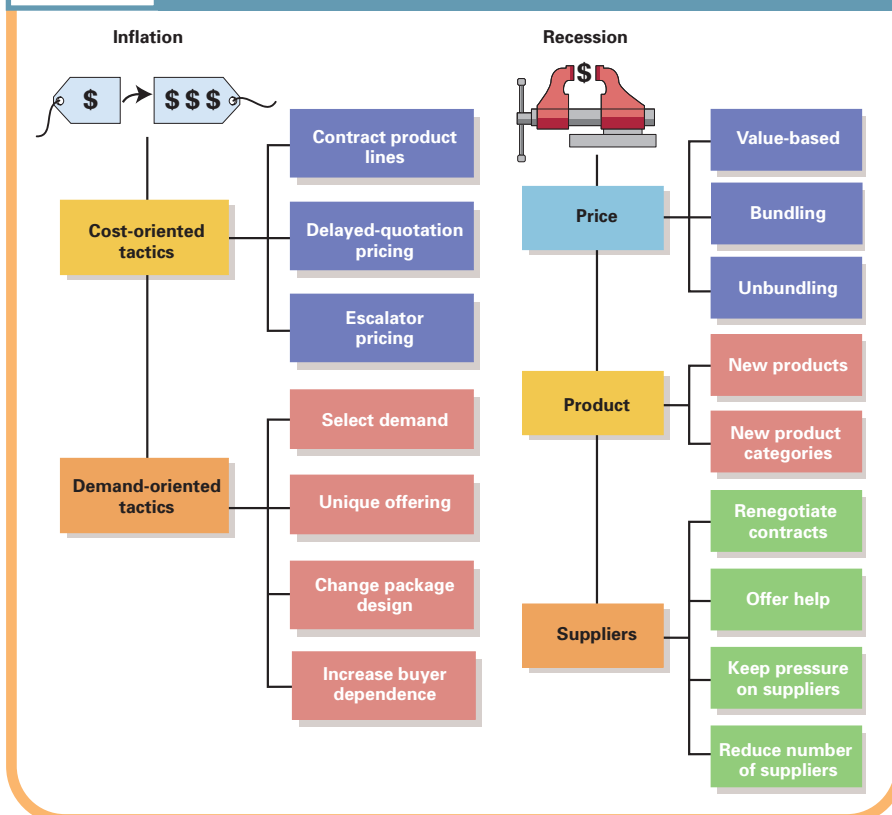 Inflation
$
$ $ $
Cost-oriented
tactics
Contract product
lines
Delayed-quotation
pricing
Escalator
pricing
Demand-oriented
tactics
Select demand
Unique offering
Change package
design
Increase buyer
dependence
Recession
$
Price
Value-based
Bundling
Unbundling
Product
New products
New product
categories
Suppliers
Renegotiate
contracts
Offer help
Keep pressure
on suppliers
Reduce number
of suppliers